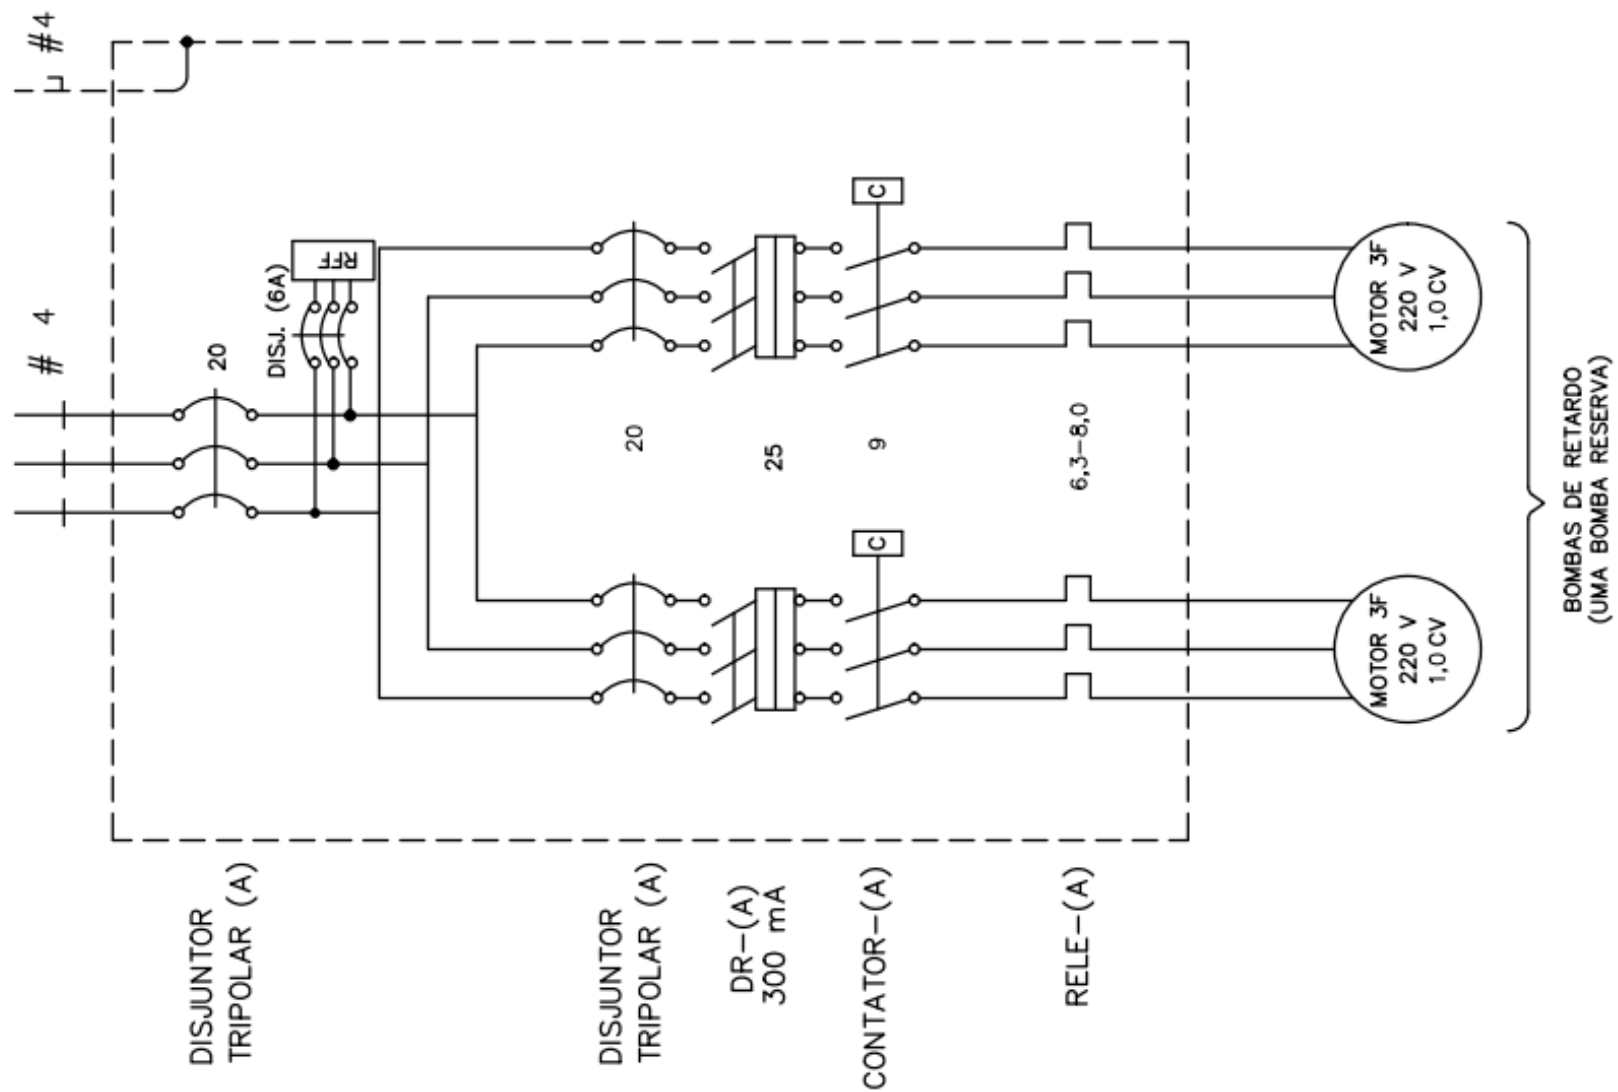 # 4
#4
20
DISJ. (6A)
RFF
DISJUNTOR
TRIPOLAR (A)
20
DISJUNTOR
TRIPOLAR (A)
25
DR-(A)
300 mA
C
C
9
CONTATOR-(A)
6,3-8,0
RELE-(A)
MOTOR 3F
220 V
1,0 CV
MOTOR 3F
220 V
1,0 CV
BOMBAS DE RETARDO
(UMA BOMBA RESERVA)